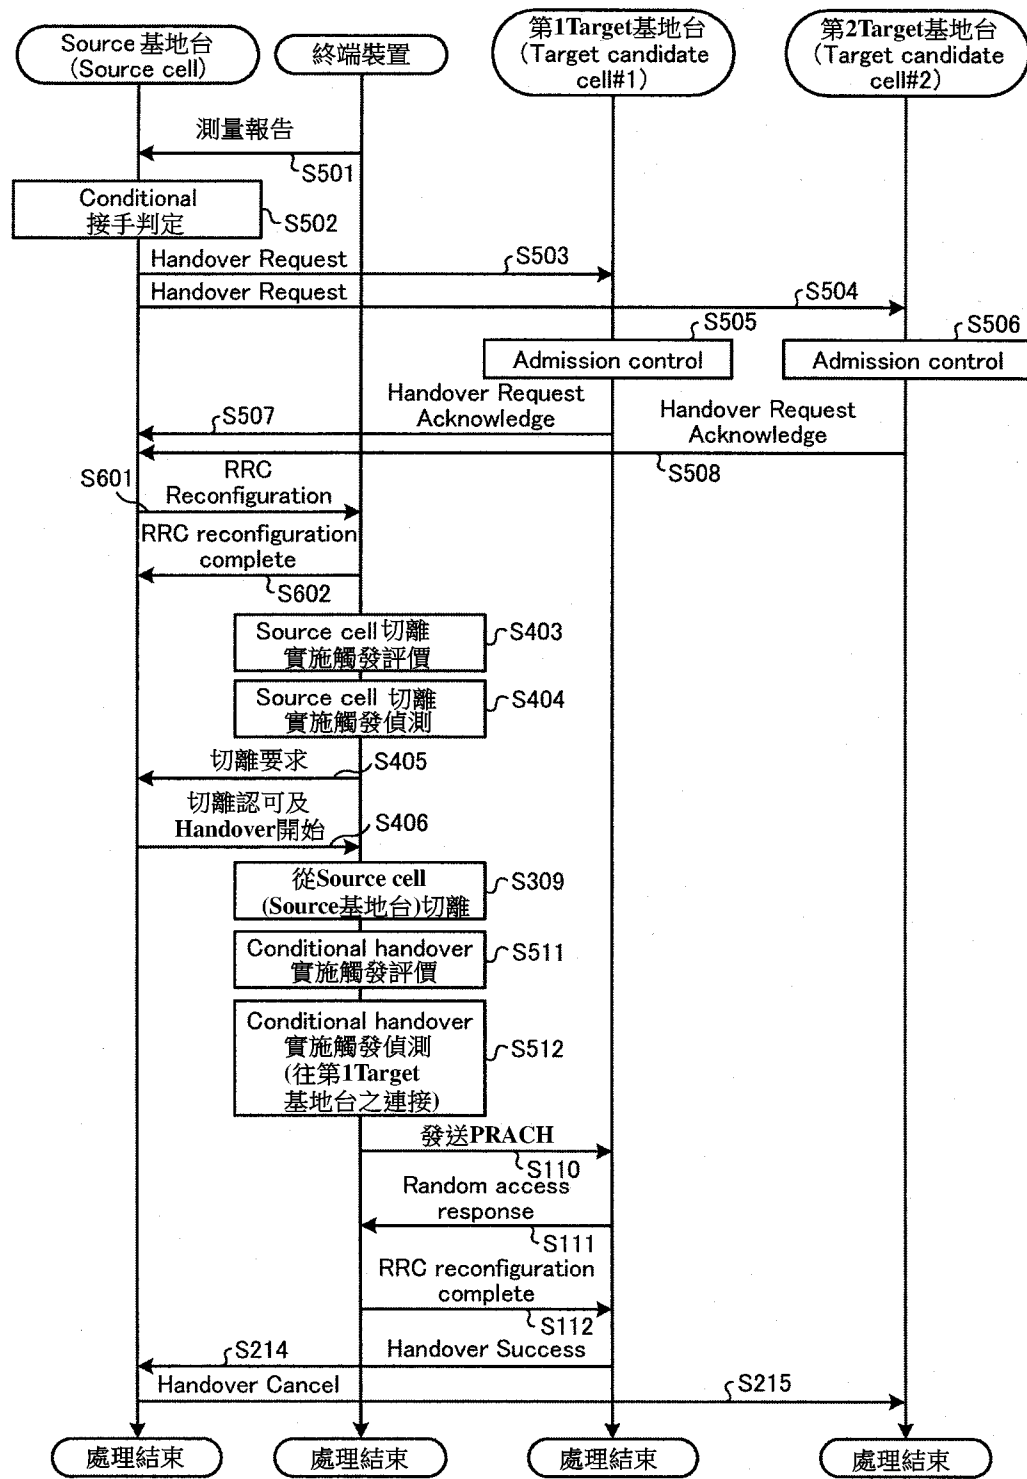 Source 基地台
(Source cell)
終端裝置
第1Target基地台
(Target candidate
cell#1)
第2Target基地台
(Target candidate
cell#2)
測量報告
S501
Conditional
接手判定
S502
Handover Request
S503
Handover Request
S504
S505
Admission control
S506
Admission control
Handover Request
Acknowledge
S507
Handover Request
Acknowledge
S508
RRC
Reconfiguration
S601
RRC reconfiguration
complete
S602
Source cell 切離
實施觸發評價
S403
Source cell 切離
實施觸發偵測
S404
切離要求
S405
切離認可及
Handover開始
S406
從Source cell
(Source基地台)切離
S309
Conditional handover
實施觸發評價
S511
Conditional handover
實施觸發偵測
(往第1Target
基地台之連接)
S512
發送PRACH
S110
Random access
response
S111
RRC reconfiguration
complete
S112
S214
Handover Success
Handover Cancel
S215
處理結束
處理結束
處理結束
處理結束